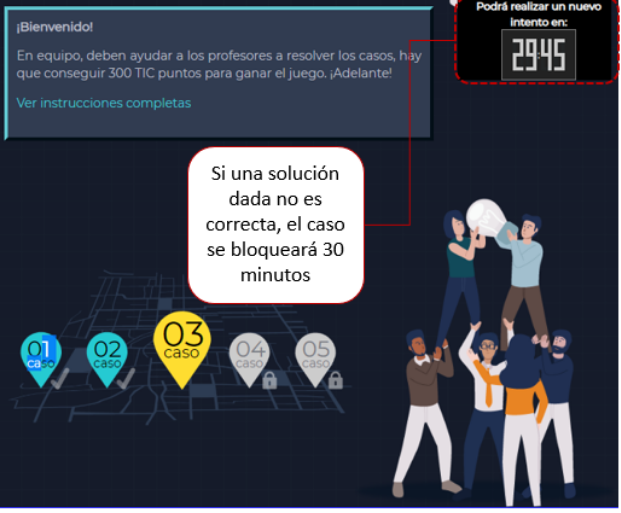 ¡Bienvenido!
En equipo, deben ayudar a los profesores a resolver los casos, hay
que conseguir 300 TIC puntos para ganar el juego. ¡Adelante!
Ver instrucciones completas
Podrá realizar un nuevo
intento en:
29:45
Si una solución
dada no es
correcta, el caso
se bloqueará 30
minutos
01
caso
02
caso
03
caso
04
caso
05
caso